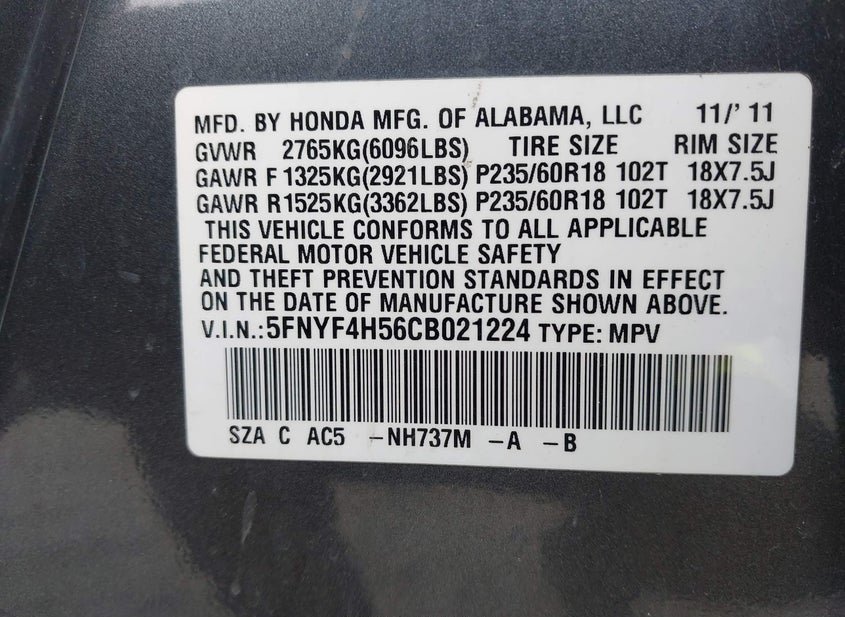 MFD. BY HONDA MFG. OF ALABAMA, LLC 11/' 11
GVWR 2765KG(6096LBS) TIRE SIZE RIM SIZE
GAWR F 1325KG(2921LBS) P235/60R18 102T 18X7.5J
GAWR R1525KG(3362LBS) P235/60R18 102T 18X7.5J
THIS VEHICLE CONFORMS TO ALL APPLICABLE
FEDERAL MOTOR VEHICLE SAFETY
AND THEFT PREVENTION STANDARDS IN EFFECT
ON THE DATE OF MANUFACTURE SHOWN ABOVE.
V.I.N.:5FNYF4H56CB021224 TYPE: MPV
SZA C AC5 -NH737M -A -B